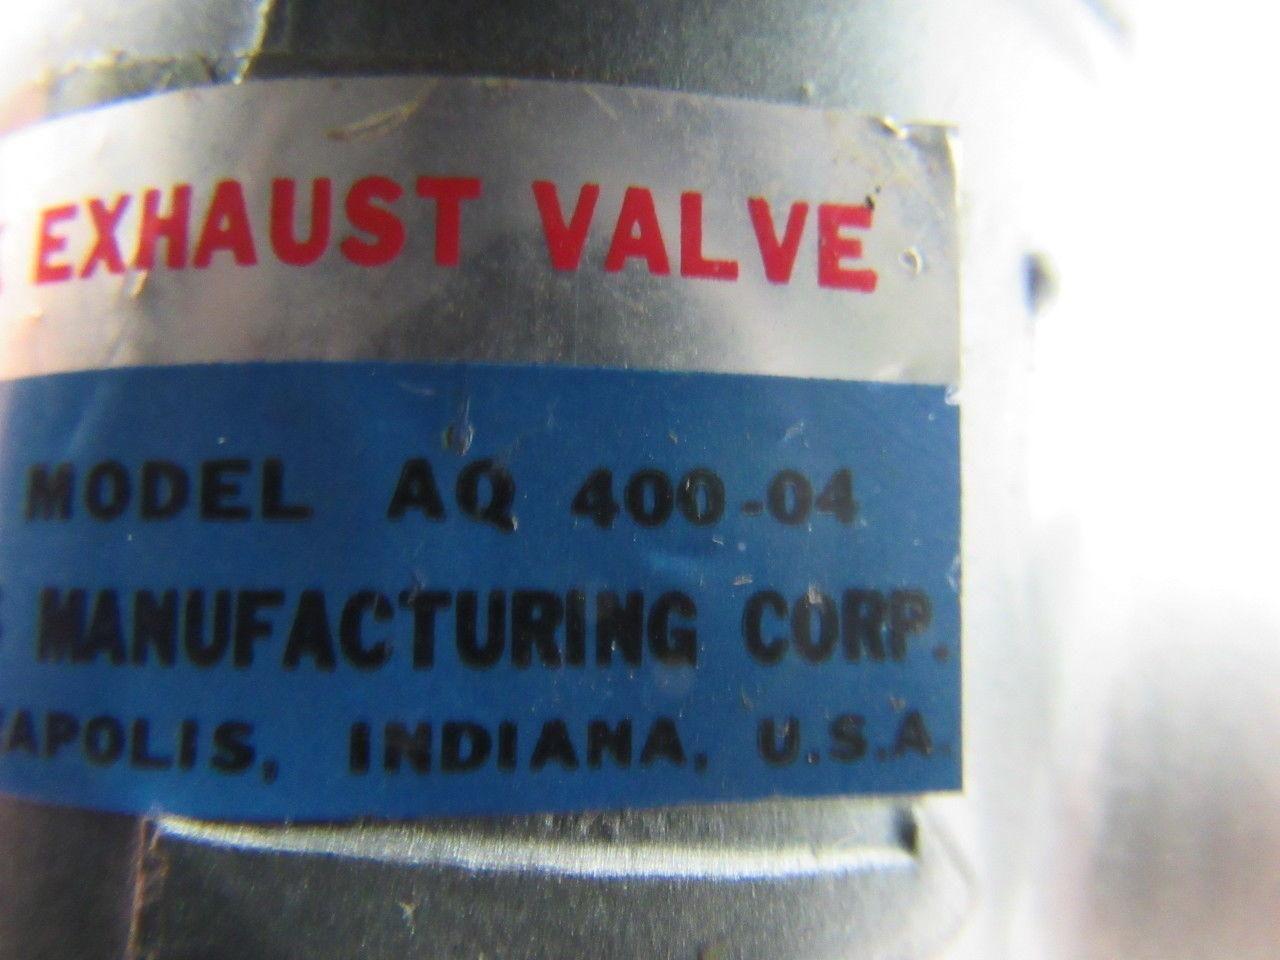 EXHAUST VALVE
MODEL AQ 400-04
MANUFACTURING CORP.
APOLIS, INDIANA, U.S.A.